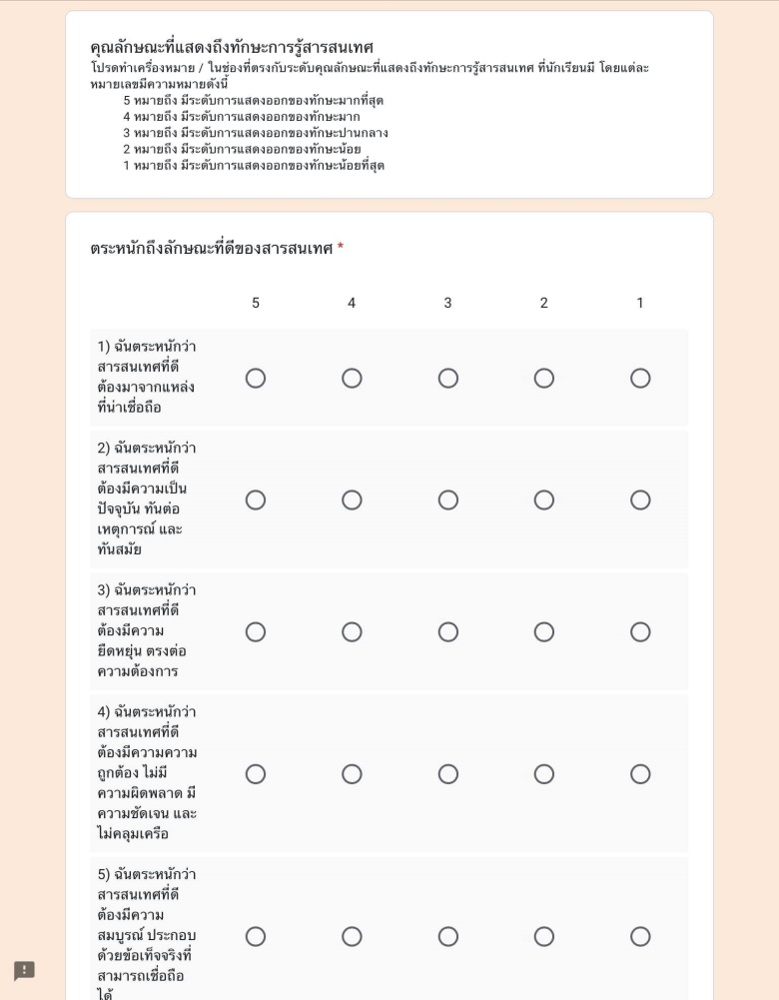 คุณลักษณะที่แสดงถึงทักษะการรู้สารสนเทศ
โปรดทำเครื่องหมาย / ในช่องที่ตรงกับระดับคุณลักษณะที่แสดงถึงทักษะการรู้สารสนเทศ ที่นักเรียนมี โดยแต่ละ
หมายเลขมีความหมายดังนี้
5 หมายถึง มีระดับการแสดงออกของทักษะมากที่สุด
4 หมายถึง มีระดับการแสดงออกของทักษะมาก
3 หมายถึง มีระดับการแสดงออกของทักษะปานกลาง
2 หมายถึง มีระดับการแสดงออกของทักษะน้อย
1 หมายถึง มีระดับการแสดงออกของทักษะน้อยที่สุด
ตระหนักถึงลักษณะที่ดีของสารสนเทศ *
5 4 3 2 1
1) ฉันตระหนักว่า
สารสนเทศที่ดี
ต้องมาจากแหล่ง
ที่น่าเชื่อถือ
2) ฉันตระหนักว่า
สารสนเทศที่ดี
ต้องมีความเป็น
ปัจจุบัน ทันต่อ
เหตุการณ์ และ
ทันสมัย
3) ฉันตระหนักว่า
สารสนเทศที่ดี
ต้องมีความ
ยืดหยุ่น ตรงต่อ
ความต้องการ
4) ฉันตระหนักว่า
สารสนเทศที่ดี
ต้องมีความความ
ถูกต้อง ไม่มี
ความผิดพลาด มี
ความชัดเจน และ
ไม่คลุมเครือ
5) ฉันตระหนักว่า
สารสนเทศที่ดี
ต้องมีความ
สมบูรณ์ ประกอบ
ด้วยข้อเท็จจริงที่
สามารถเชื่อถือ
ได้